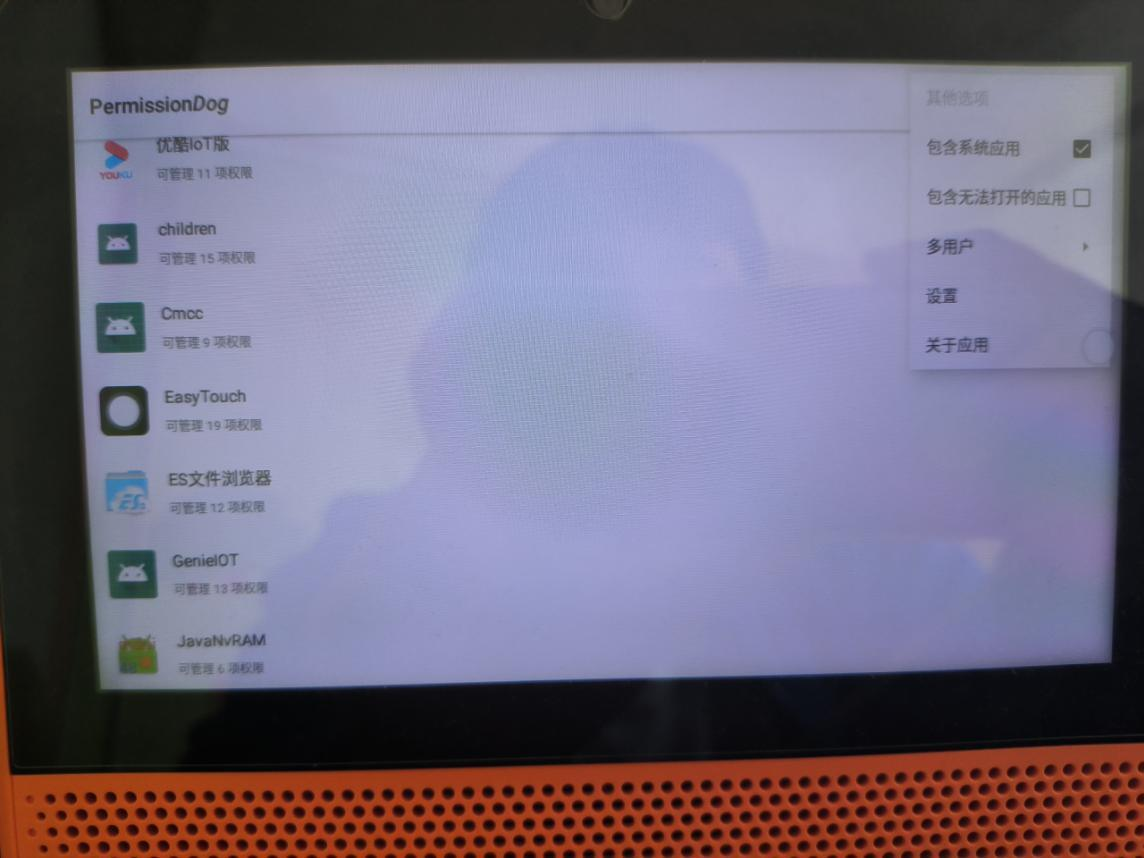 PermissionDog
优酷IoT版
YOUKU
可管理 11 项权限
children
可管理 15 项权限
Cmcc
可管理 9 项权限
EasyTouch
可管理 19 项权限
ES文件浏览器
可管理 12 项权限
GenieIOT
可管理 13 项权限
JavaNvRAM
可管理 6 项权限
其他选项
包含系统应用
包含无法打开的应用
多用户
设置
关于应用